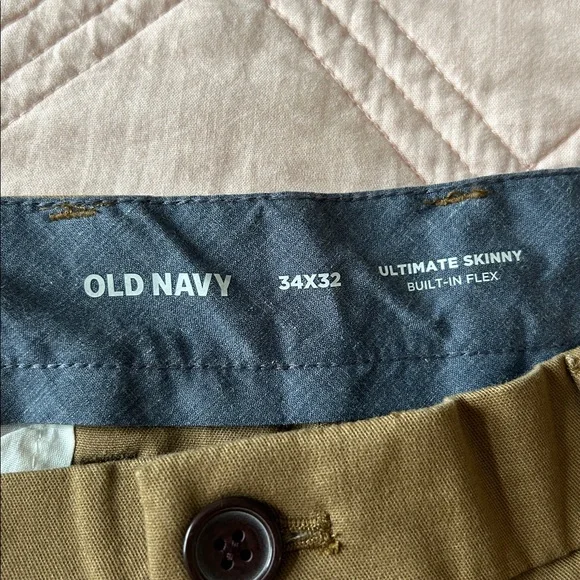 OLD NAVY
34X32
ULTIMATE SKINNY
BUILT-IN FLEX